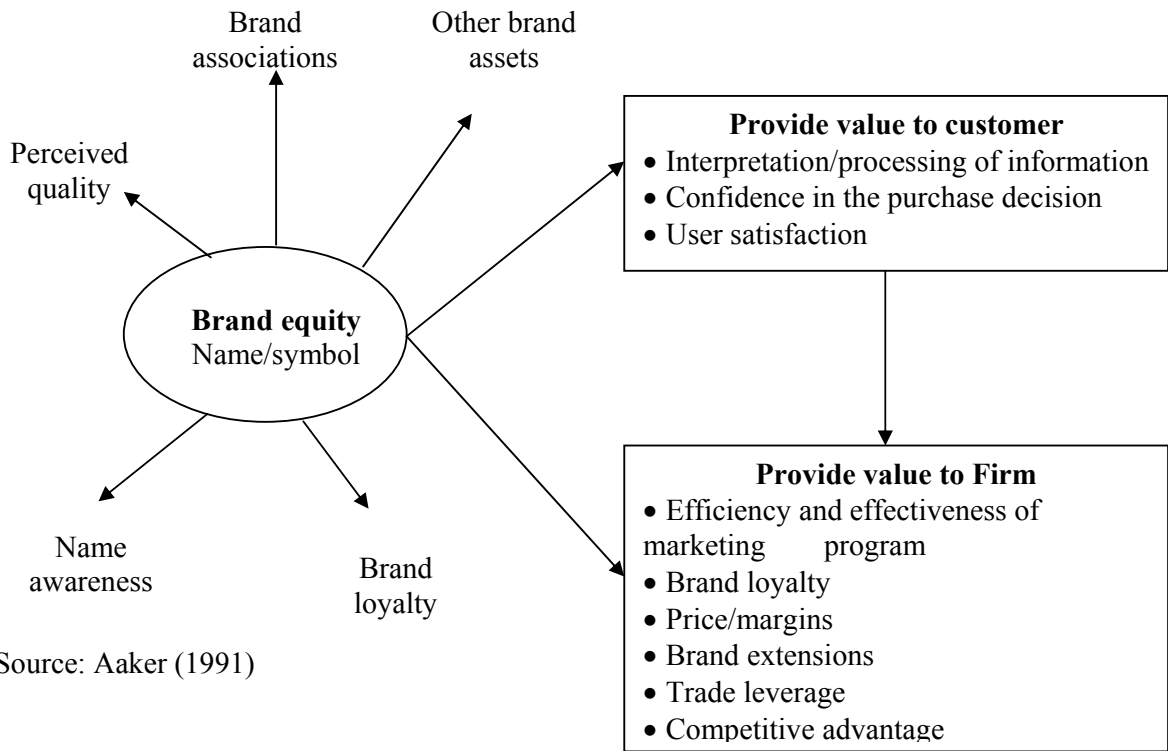 Brand
associations
Other brand
assets
Perceived
quality
Brand equity
Name/symbol
Name
awareness
Brand
loyalty
Source: Aaker (1991)
Provide value to customer
• Interpretation/processing of information
• Confidence in the purchase decision
• User satisfaction
Provide value to Firm
• Efficiency and effectiveness of
marketing program
• Brand loyalty
• Price/margins
• Brand extensions
• Trade leverage
• Competitive advantage